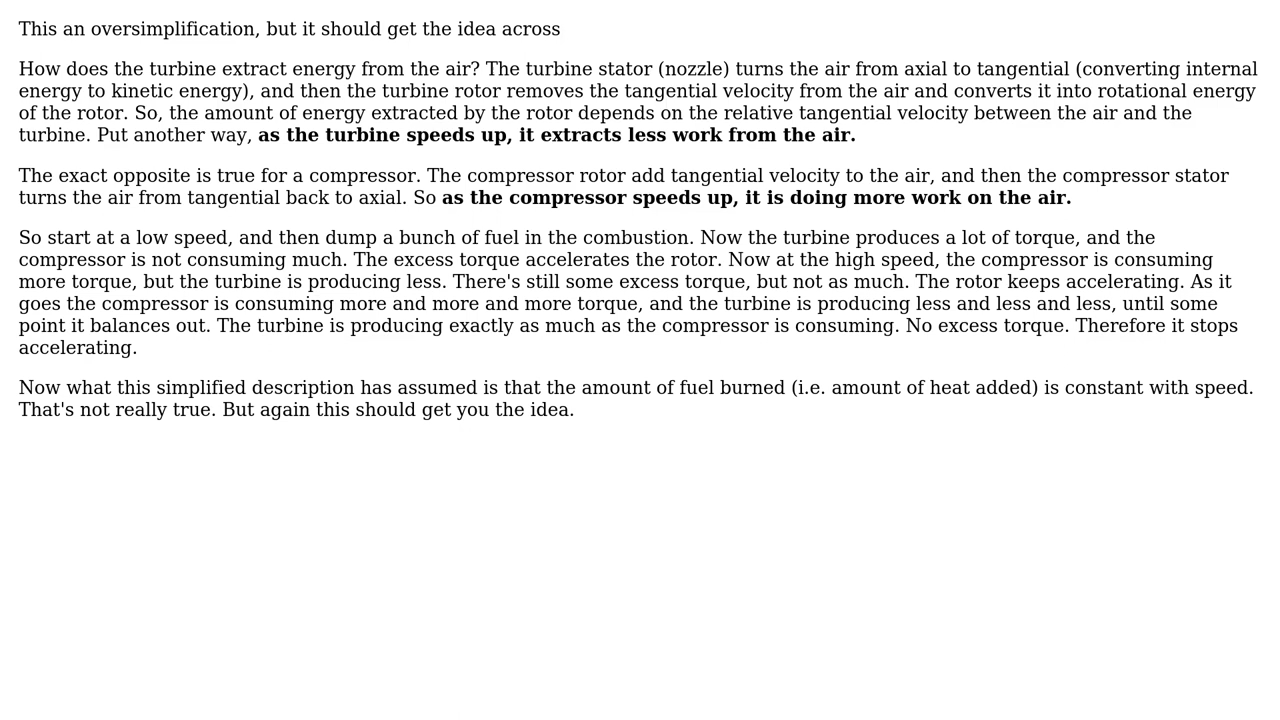 This an oversimplification, but it should get the idea across
How does the turbine extract energy from the air? The turbine stator (nozzle) turns the air from axial to tangential (converting internal
energy to kinetic energy), and then the turbine rotor removes the tangential velocity from the air and converts it into rotational energy
of the rotor. So, the amount of energy extracted by the rotor depends on the relative tangential velocity between the air and the
turbine. Put another way, as the turbine speeds up, it extracts less work from the air.
The exact opposite is true for a compressor. The compressor rotor add tangential velocity to the air, and then the compressor stator
turns the air from tangential back to axial. So as the compressor speeds up, it is doing more work on the air.
So start at a low speed, and then dump a bunch of fuel in the combustion. Now the turbine produces a lot of torque, and the
compressor is not consuming much. The excess torque accelerates the rotor. Now at the high speed, the compressor is consuming
more torque, but the turbine is producing less. There's still some excess torque, but not as much. The rotor keeps accelerating. As it
goes the compressor is consuming more and more and more torque, and the turbine is producing less and less and less, until some
point it balances out. The turbine is producing exactly as much as the compressor is consuming. No excess torque. Therefore it stops
accelerating.
Now what this simplified description has assumed is that the amount of fuel burned (i.e. amount of heat added) is constant with speed.
That's not really true. But again this should get you the idea.